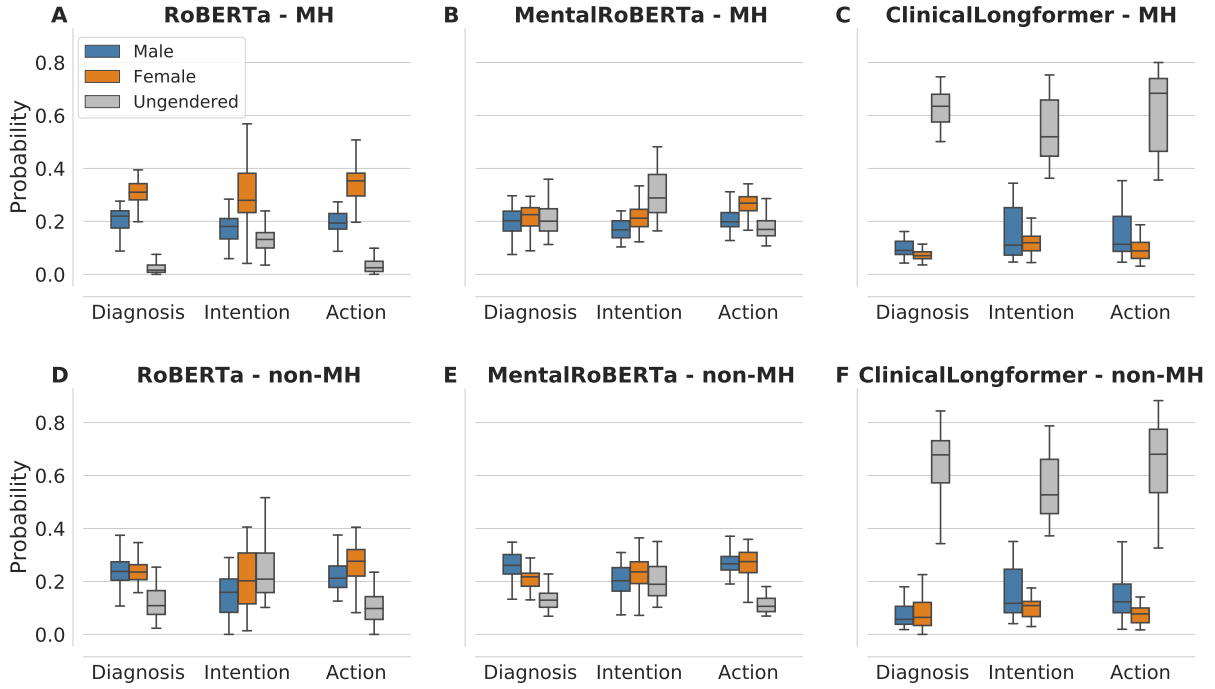 A RoBERTa - MH
B MentalRoBERTa - MH
C ClinicalLongformer - MH
Male
Female
Ungendered
Probability
0.8
0.6
0.4
0.2
0.0
Diagnosis Intention Action
Diagnosis Intention Action
Diagnosis Intention Action
D RoBERTa - non-MH
E MentalRoBERTa - non-MH
F ClinicalLongformer - non-MH
Probability
0.8
0.6
0.4
0.2
0.0
Diagnosis Intention Action
Diagnosis Intention Action
Diagnosis Intention Action